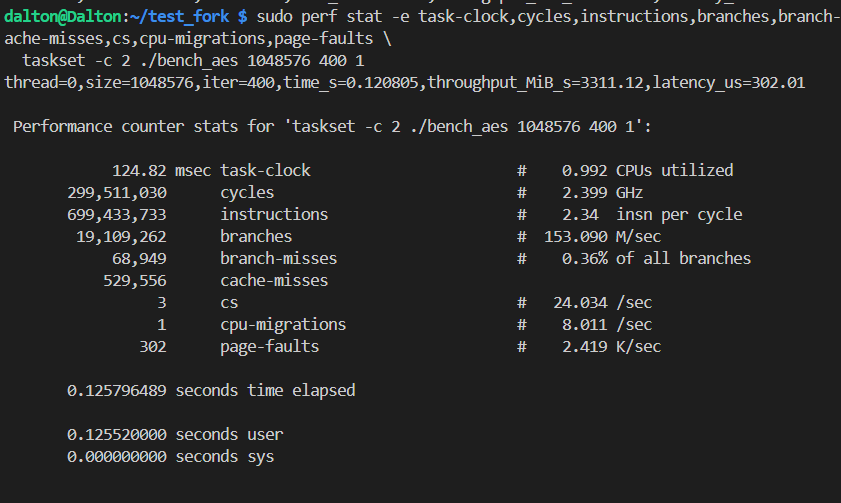 dalton@Dalton:~/test_fork $ sudo perf stat -e task-clock,cycles,instructions,branches,branch-
ache-misses,cs,cpu-migrations,page-faults \
  taskset -c 2 ./bench_aes 1048576 400 1
thread=0,size=1048576,iter=400,time_s=0.120805,throughput_MiB_s=3311.12,latency_us=302.01

 Performance counter stats for 'taskset -c 2 ./bench_aes 1048576 400 1':

            124.82 msec task-clock                       #    0.992 CPUs utilized
       299,511,030      cycles                           #    2.399 GHz
       699,433,733      instructions                     #    2.34  insn per cycle
        19,109,262      branches                         #  153.090 M/sec
            68,949      branch-misses                    #    0.36% of all branches
           529,556      cache-misses
                 3      cs                               #   24.034 /sec
                 1      cpu-migrations                   #    8.011 /sec
               302      page-faults                      #    2.419 K/sec

       0.125796489 seconds time elapsed

       0.125520000 seconds user
       0.000000000 seconds sys